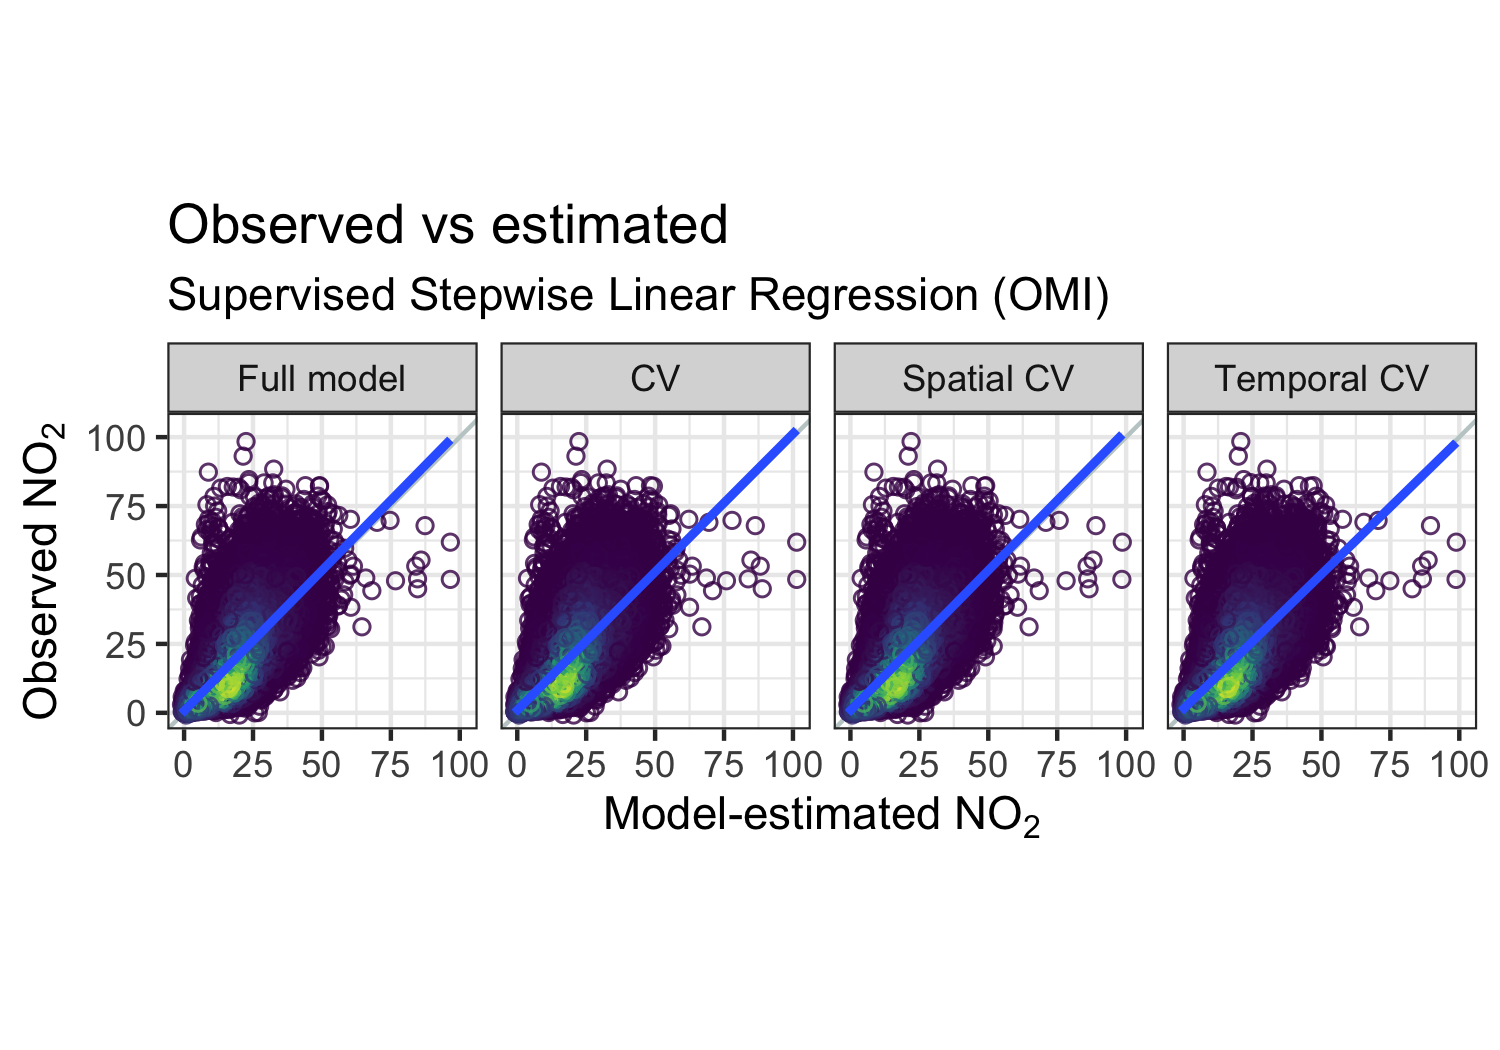 Observed vs estimated
Supervised Stepwise Linear Regression (OMI)
Full model CV Spatial CV Temporal CV
Observed NO₂
100
75
50
25
0
0 25 50 75 100 0 25 50 75 100 0 25 50 75 100 0 25 50 75 100
Model-estimated NO₂